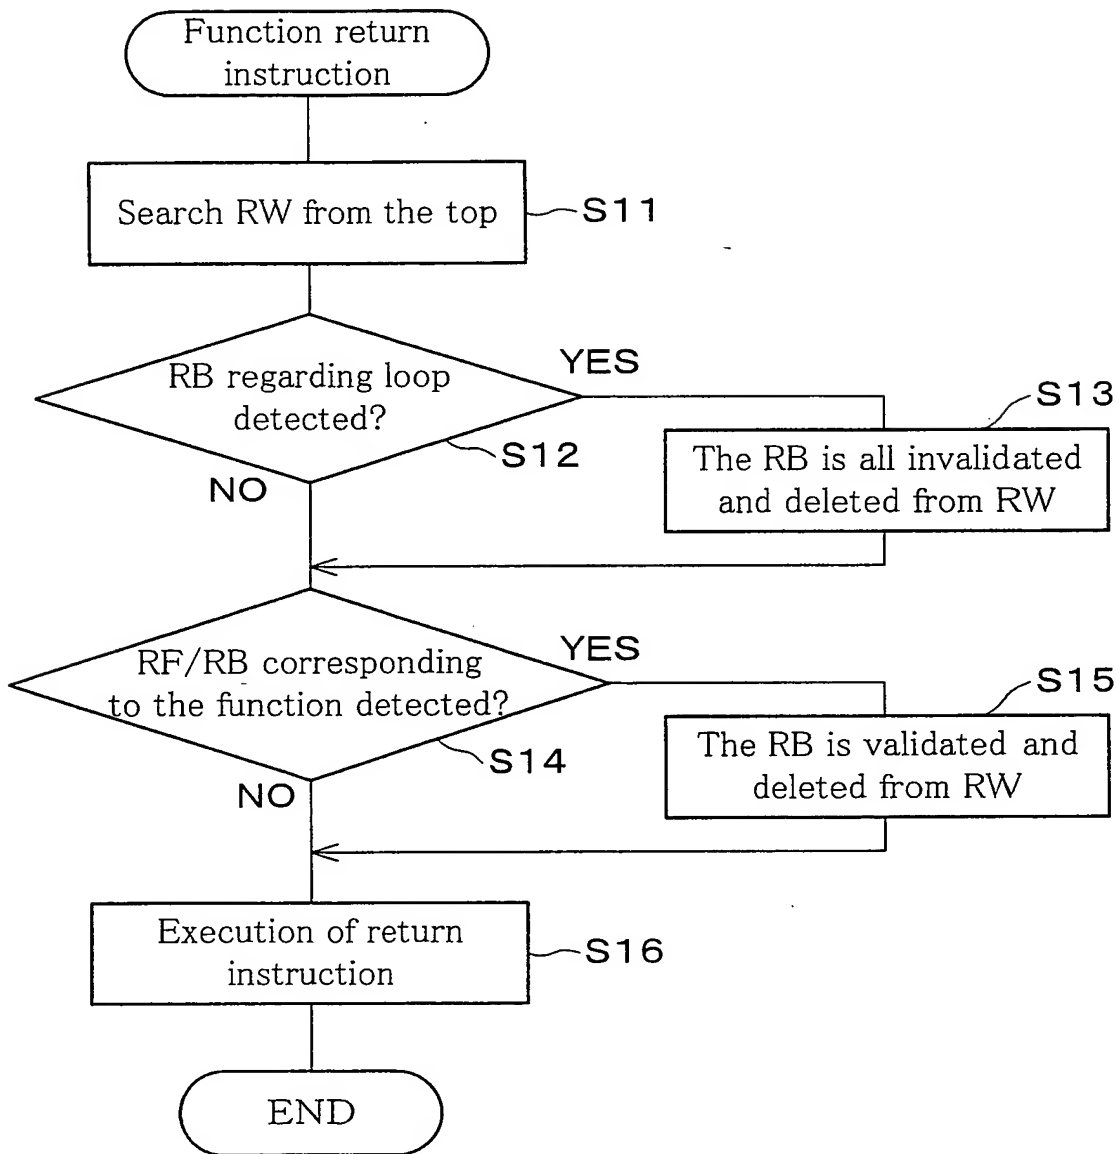 Function return
instruction
Search RW from the top
S11
RB regarding loop
detected?
S12
YES
NO
S13
The RB is all invalidated
and deleted from RW
RF/RB corresponding
to the function detected?
S14
YES
NO
S15
The RB is validated and
deleted from RW
Execution of return
instruction
S16
END